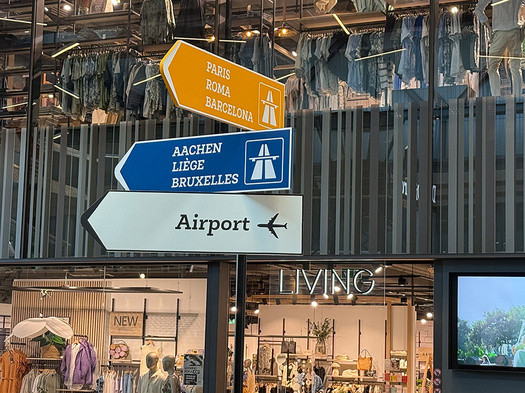 PARIS
ROMA
BARCELONA
AACHEN
LIÈGE
BRUXELLES
Airport
LIVING
NEW